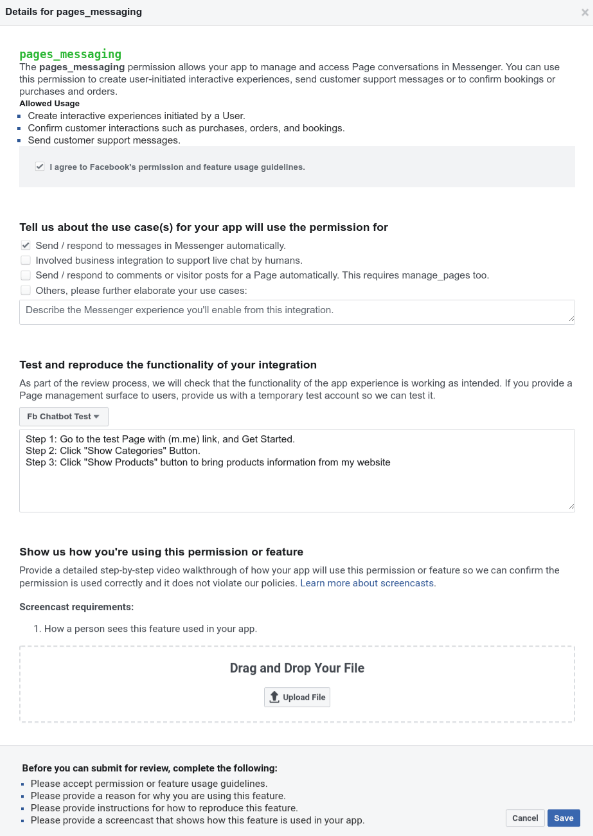 Details for pages_messaging
×
pages_messaging
The pages_messaging permission allows your app to manage and access Page conversations in Messenger. You can use
this permission to create user-initiated interactive experiences, send customer support messages or to confirm bookings or
purchases and orders.
Allowed Usage
Create interactive experiences initiated by a User.
Confirm customer interactions such as purchases, orders, and bookings.
Send customer support messages.
I agree to Facebook's permission and feature usage guidelines.
Tell us about the use case(s) for your app will use the permission for
Send / respond to messages in Messenger automatically.
Involved business integration to support live chat by humans.
Send / respond to comments or visitor posts for a Page automatically. This requires manage_pages too.
Others, please further elaborate your use cases:
Describe the Messenger experience you'll enable from this integration.
Test and reproduce the functionality of your integration
As part of the review process, we will check that the functionality of the app experience is working as intended. If you provide a
Page management surface to users, provide us with a temporary test account so we can test it.
Fb Chatbot Test
Step 1: Go to the test Page with (m.me) link, and Get Started.
Step 2: Click "Show Categories" Button.
Step 3: Click "Show Products" button to bring products information from my website
Show us how you're using this permission or feature
Provide a detailed step-by-step video walkthrough of how your app will use this permission or feature so we can confirm the
permission is used correctly and it does not violate our policies. Learn more about screencasts.
Screencast requirements:
1. How a person sees this feature used in your app.
Drag and Drop Your File
Upload File
Before you can submit for review, complete the following:
Please accept permission or feature usage guidelines.
Please provide a reason for why you are using this feature.
Please provide instructions for how to reproduce this feature.
Please provide a screencast that shows how this feature is used in your app.
Cancel
Save